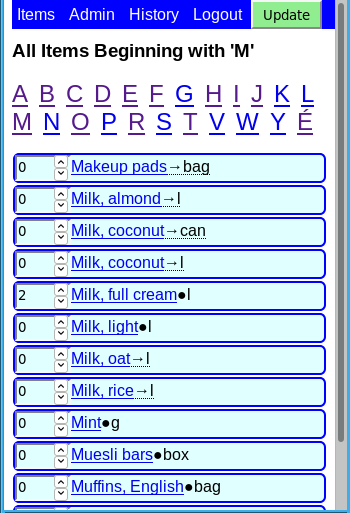 Items Admin History Logout Update
All Items Beginning with 'M'
A B C D E F G H I J K L
M N O P R S T V W Y É
0 Makeup pads→bag
0 Milk, almond→l
0 Milk, coconut→can
0 Milk, coconut→l
2 Milk, full cream●l
0 Milk, light●l
0 Milk, oat→l
0 Milk, rice→l
0 Mint●g
0 Muesli bars●box
0 Muffins, English●bag